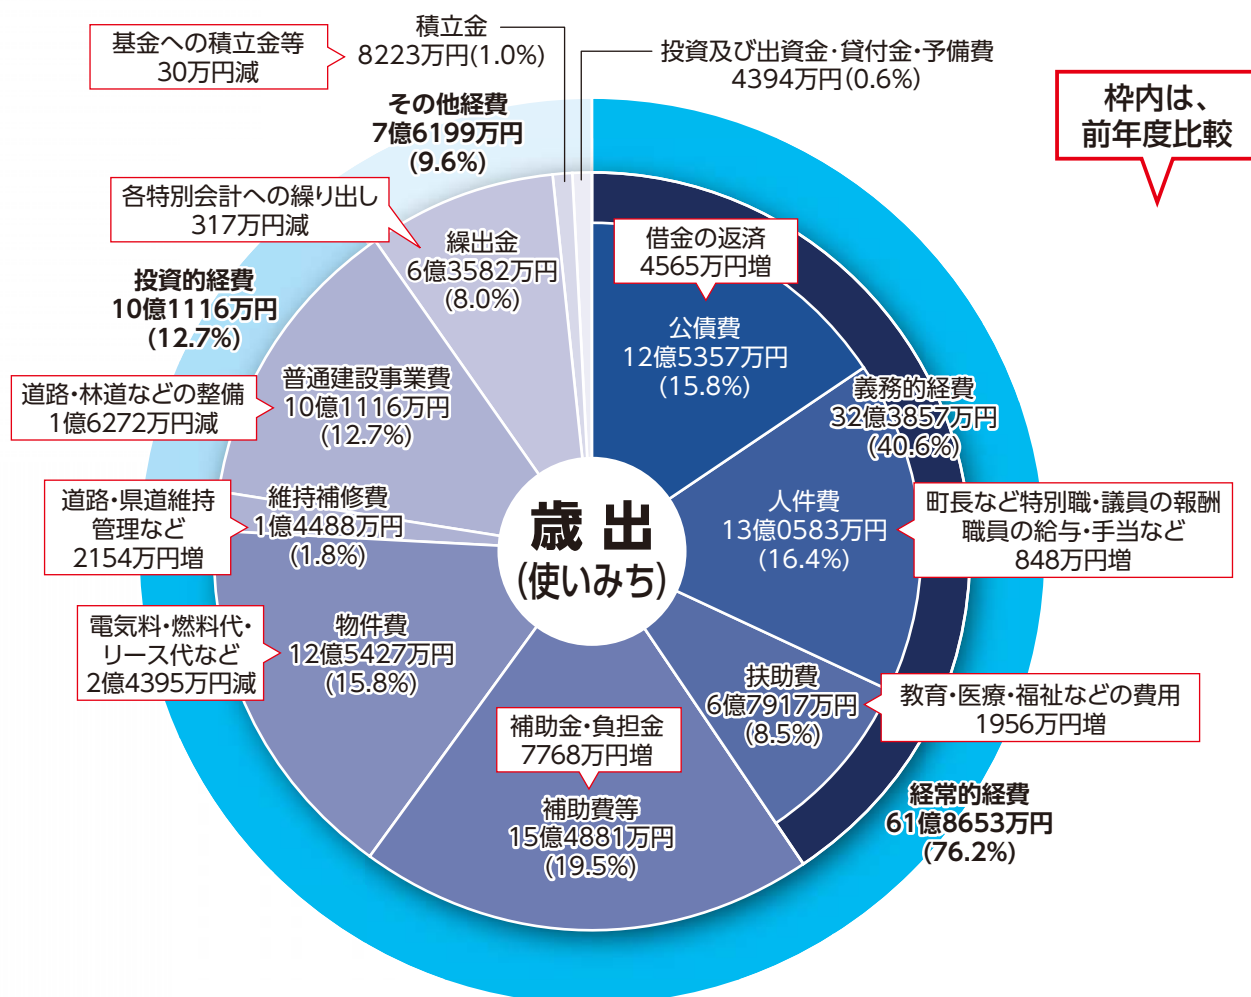 積立金
8223万円(1.0%)
基金への積立金等
30万円減
投資及び出資金・貸付金・予備費
4394万円(0.6%)
枠内は、
前年度比較
その他経費
7億6199万円
(9.6%)
各特別会計への繰り出し
317万円減
繰出金
6億3582万円
(8.0%)
借金の返済
4565万円増
公債費
12億5357万円
(15.8%)
投資的経費
10億1116万円
(12.7%)
道路・林道などの整備
1億6272万円減
普通建設事業費
10億1116万円
(12.7%)
義務的経費
32億3857万円
(40.6%)
道路・県道維持
管理など
2154万円増
維持補修費
1億4488万円
(1.8%)
歳出
(使いみち)
人件費
13億0583万円
(16.4%)
町長など特別職・議員の報酬
職員の給与・手当など
848万円増
電気料・燃料代・
リース代など
2億4395万円減
物件費
12億5427万円
(15.8%)
扶助費
6億7917万円
(8.5%)
教育・医療・福祉などの費用
1956万円増
補助金・負担金
7768万円増
補助費等
15億4881万円
(19.5%)
経常的経費
61億8653万円
(76.2%)